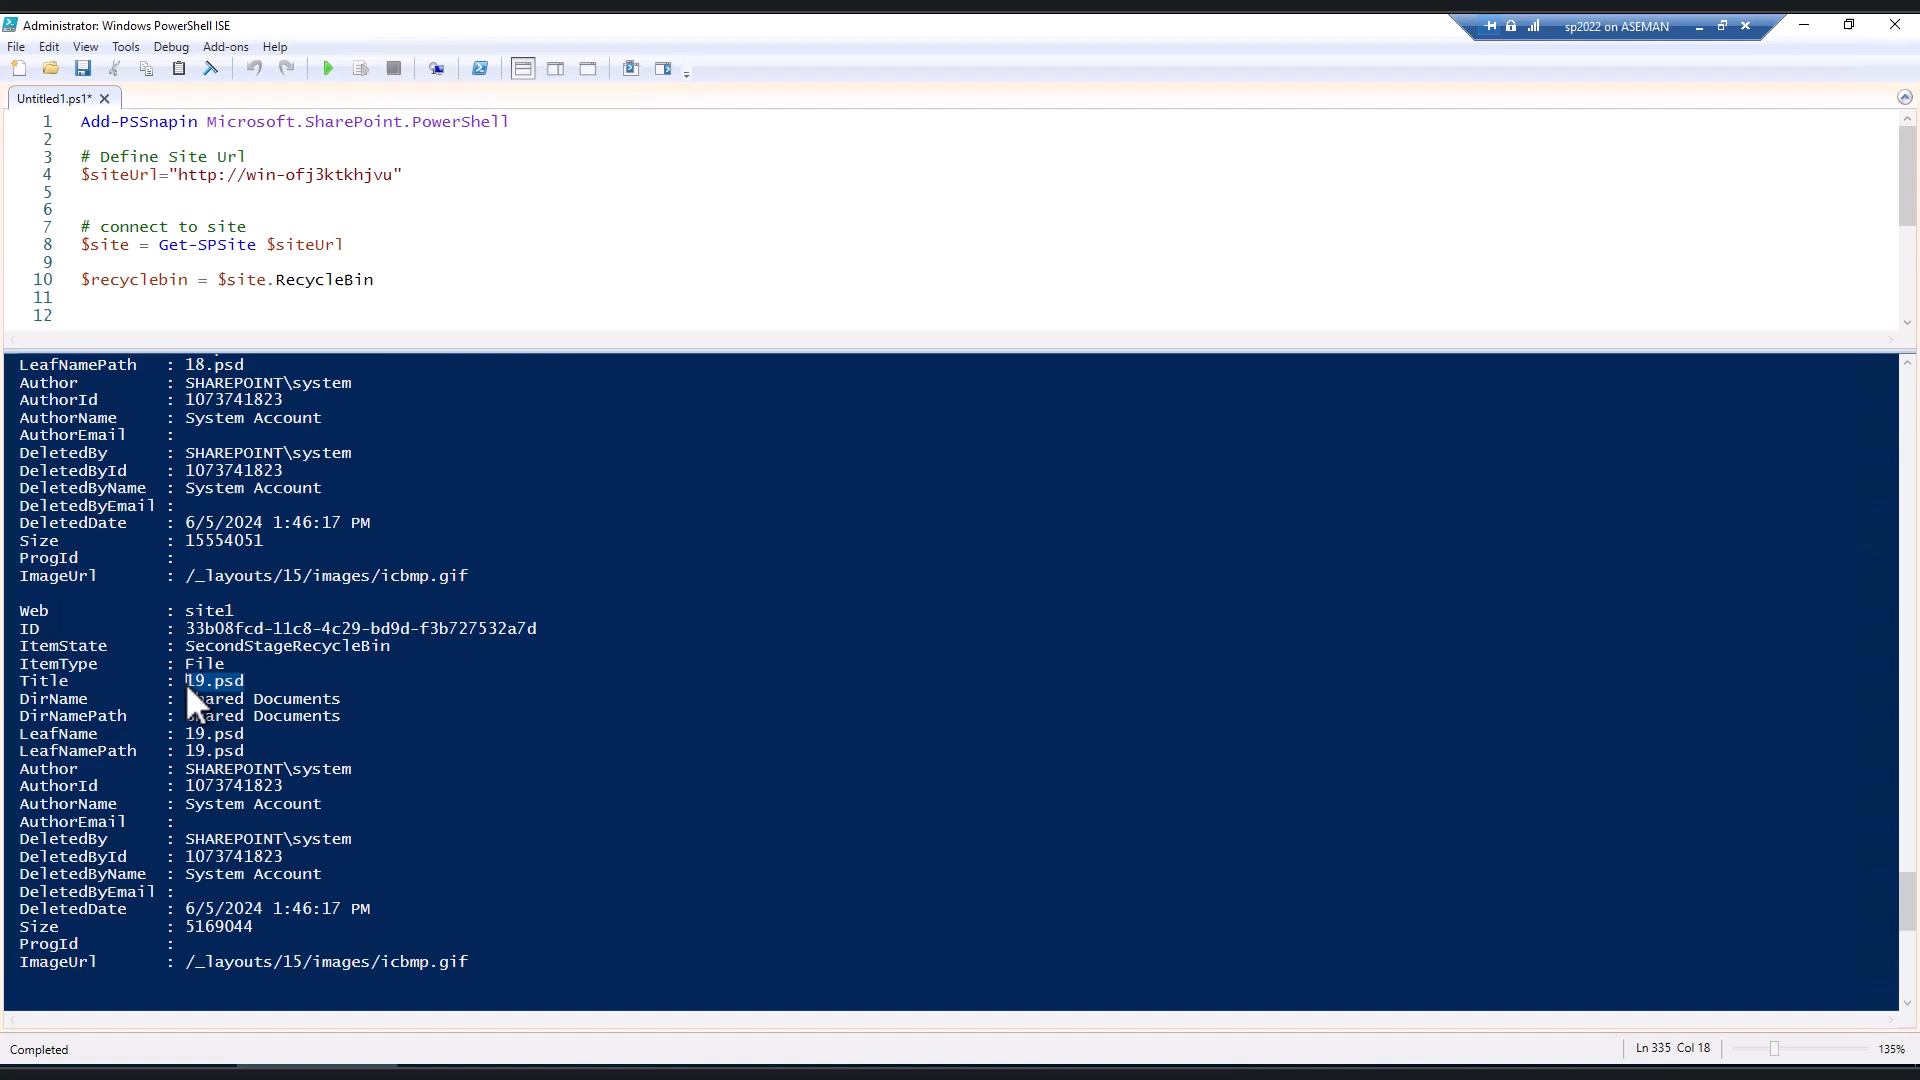 Administrator: Windows PowerShell ISE
sp2022 on ASEMAN
File Edit View Tools Debug Add-ons Help
Untitled1.ps1*
1 Add-PSSnapin Microsoft.SharePoint.PowerShell
2
3 # Define Site Url
4 $siteUrl="http://win-ofj3ktkhjvu"
5
6
7 # connect to site
8 $site = Get-SPSite $siteUrl
9
10 $recyclebin = $site.RecycleBin
11
12
LeafNamePath : 18.psd
Author : SHAREPOINT\system
AuthorId : 1073741823
AuthorName : System Account
AuthorEmail :
DeletedBy : SHAREPOINT\system
DeletedById : 1073741823
DeletedByName : System Account
DeletedByEmail :
DeletedDate : 6/5/2024 1:46:17 PM
Size : 15554051
ProgId :
ImageUrl : /_layouts/15/images/icbmp.gif
Web : site1
ID : 33b08fcd-11c8-4c29-bd9d-f3b727532a7d
ItemState : SecondStageRecycleBin
ItemType : File
Title : 19.psd
DirName : Shared Documents
DirNamePath : Shared Documents
LeafName : 19.psd
LeafNamePath : 19.psd
Author : SHAREPOINT\system
AuthorId : 1073741823
AuthorName : System Account
AuthorEmail :
DeletedBy : SHAREPOINT\system
DeletedById : 1073741823
DeletedByName : System Account
DeletedByEmail :
DeletedDate : 6/5/2024 1:46:17 PM
Size : 5169044
ProgId :
ImageUrl : /_layouts/15/images/icbmp.gif
Completed
Ln 335 Col 18
135%